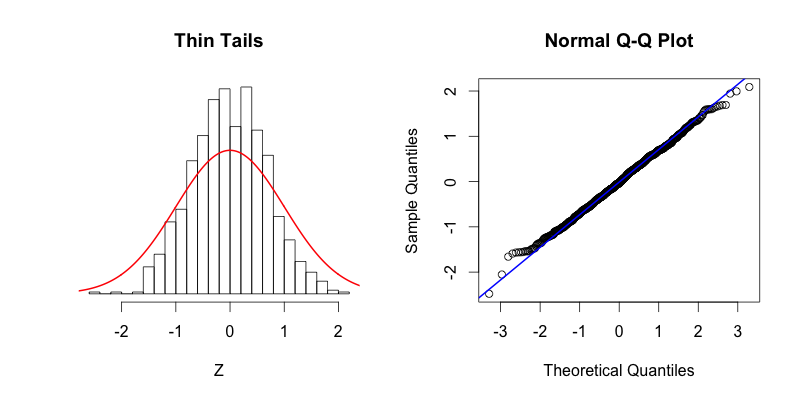 Thin Tails
-2 -1 0 1 2
Z
Normal Q-Q Plot
Sample Quantiles
2
1
0
-1
-2
-3 -2 -1 0 1 2 3
Theoretical Quantiles